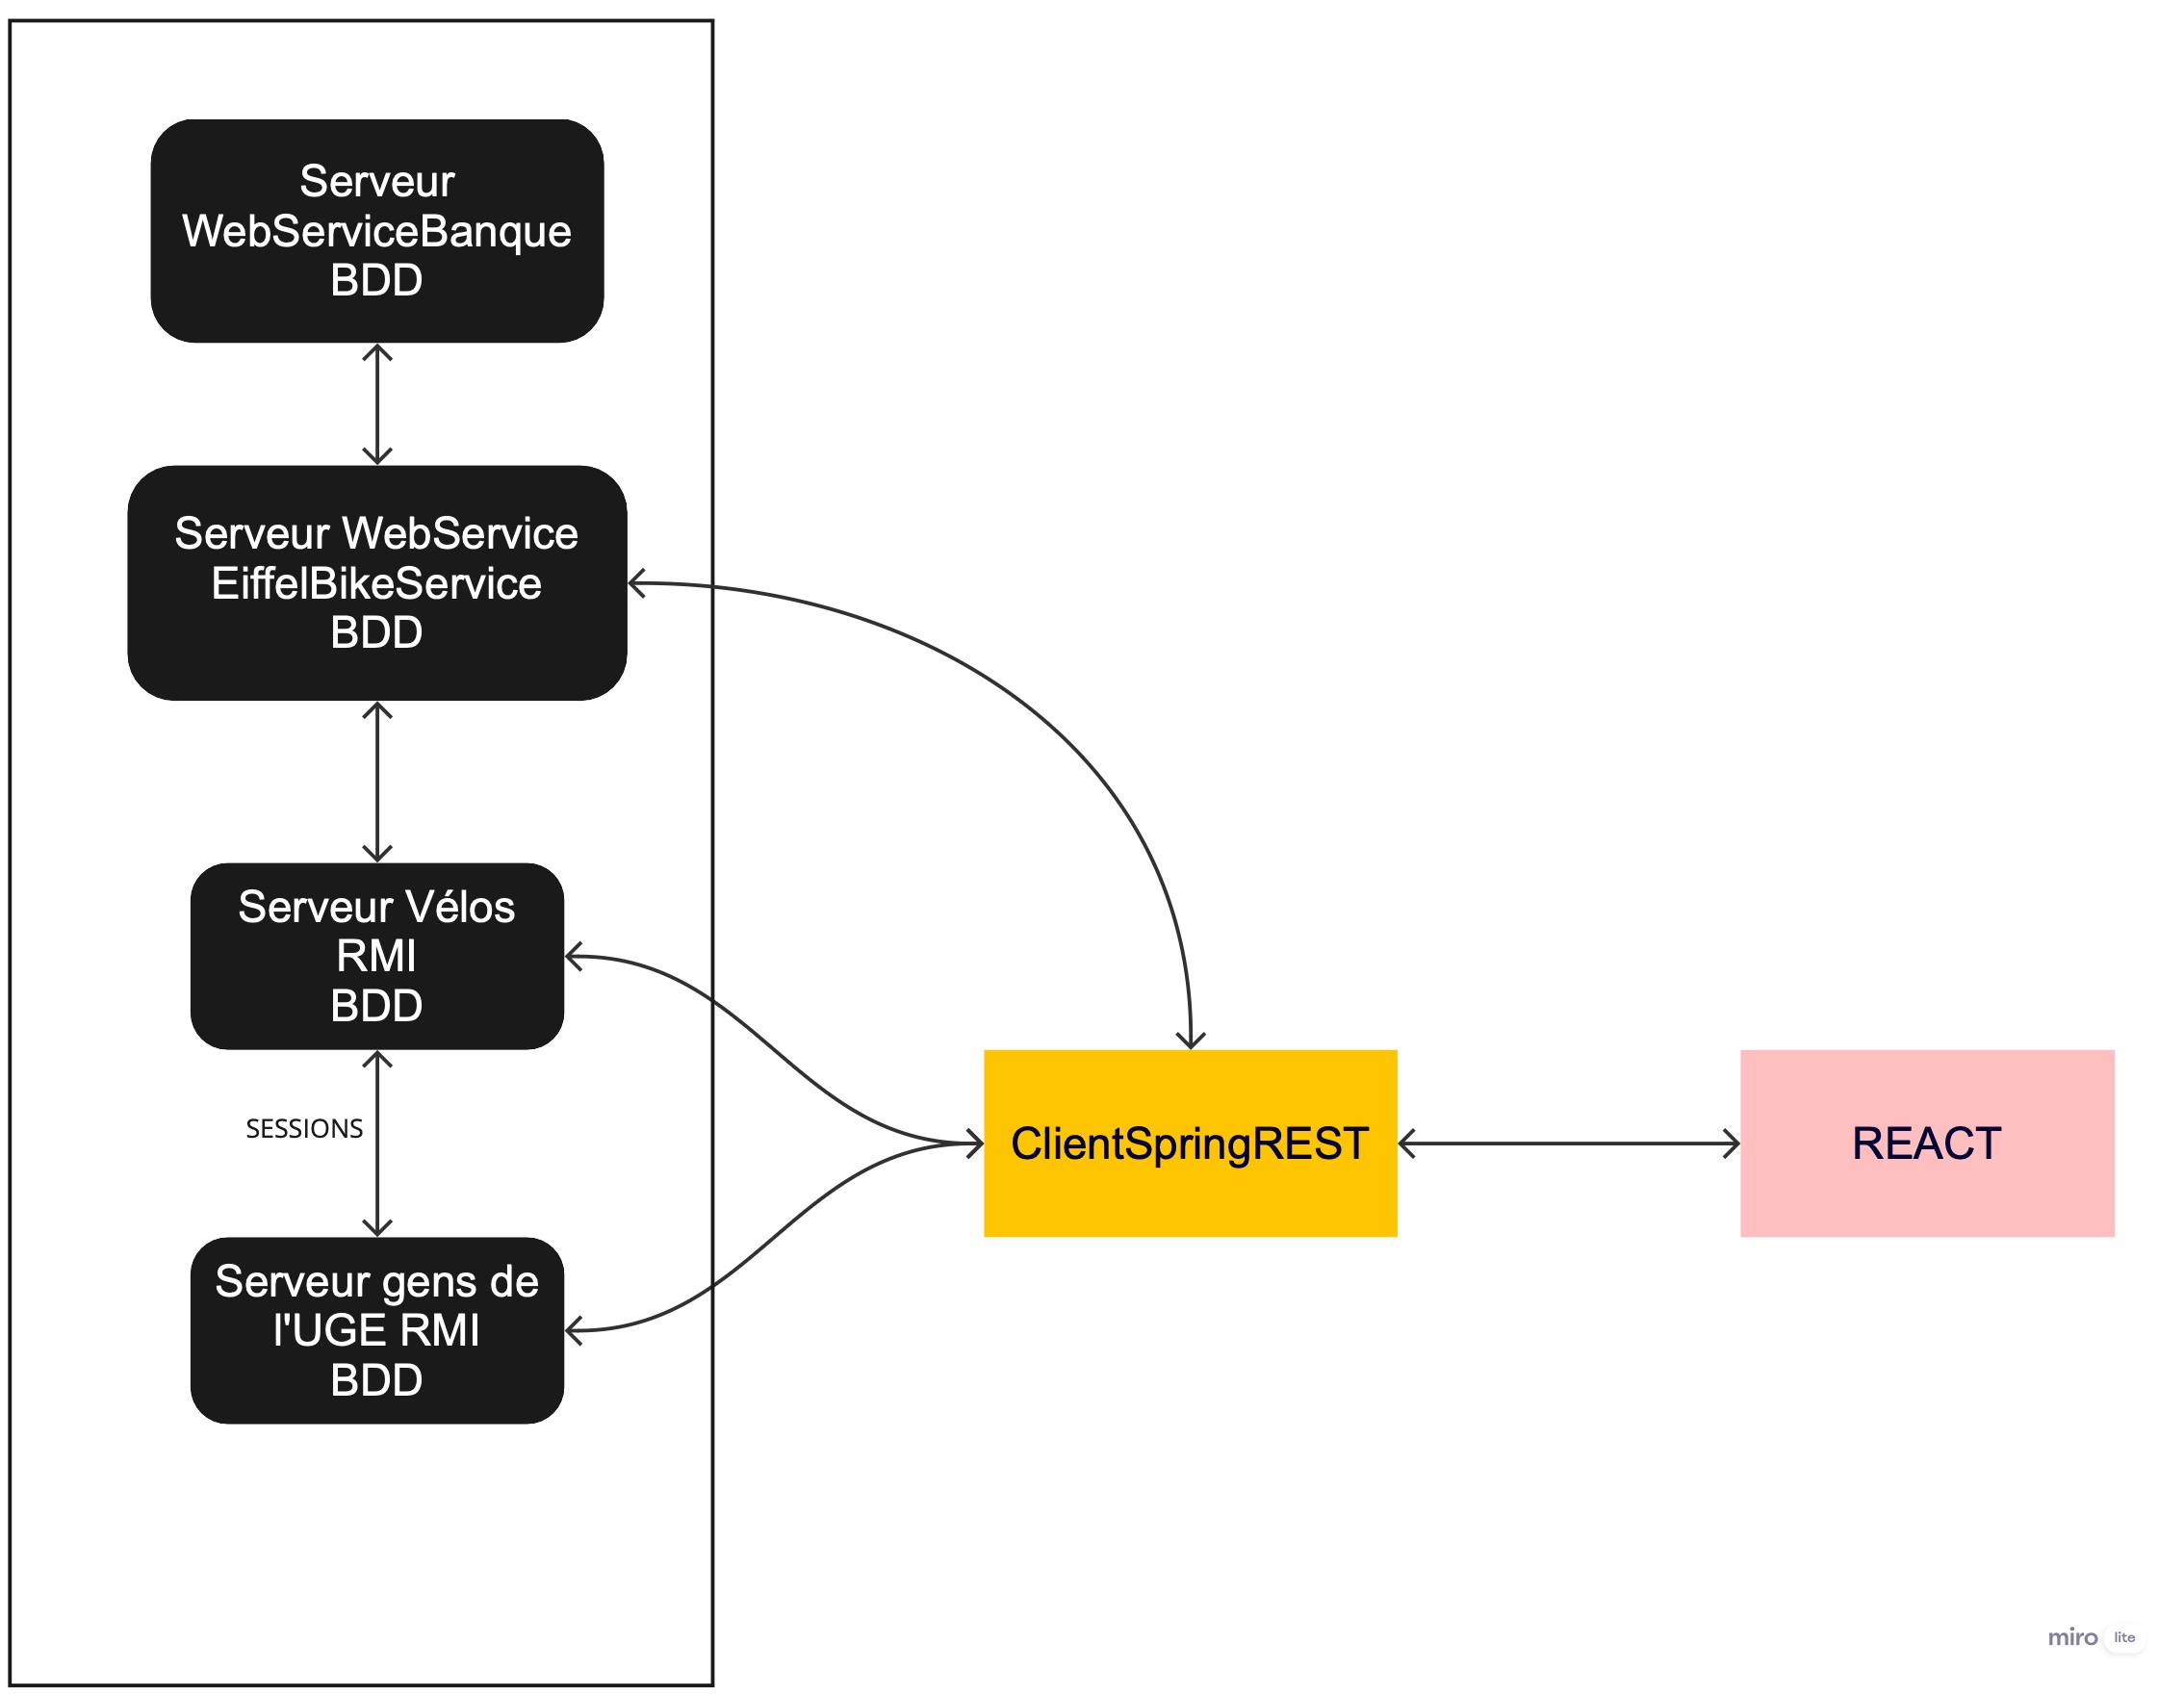 Serveur
WebServiceBanque
BDD
Serveur WebService
EiffelBikeService
BDD
Serveur Vélos
RMI
BDD
SESSIONS
Serveur gens de
l'UGE RMI
BDD
ClientSpringREST
REACT
miro lite